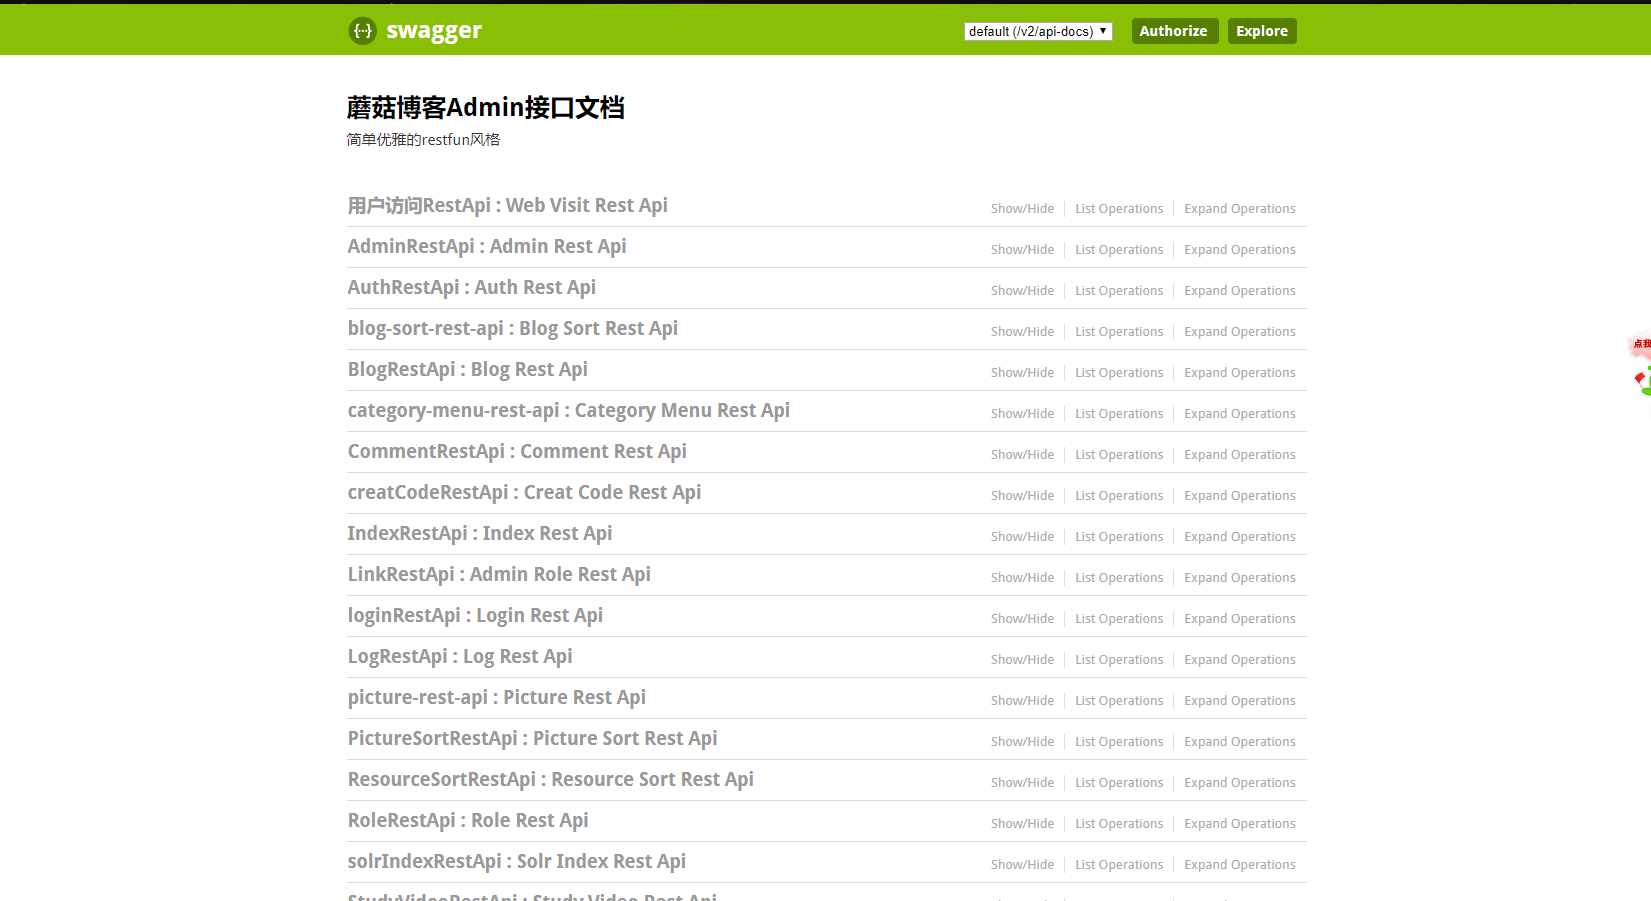 swagger
default (/v2/api-docs)
Authorize
Explore
蘑菇博客Admin接口文档
简单优雅的restfun风格
用户访问RestApi : Web Visit Rest Api Show/Hide List Operations Expand Operations
AdminRestApi : Admin Rest Api Show/Hide List Operations Expand Operations
AuthRestApi : Auth Rest Api Show/Hide List Operations Expand Operations
blog-sort-rest-api : Blog Sort Rest Api Show/Hide List Operations Expand Operations
点我
BlogRestApi : Blog Rest Api Show/Hide List Operations Expand Operations
category-menu-rest-api : Category Menu Rest Api Show/Hide List Operations Expand Operations
CommentRestApi : Comment Rest Api Show/Hide List Operations Expand Operations
creatCodeRestApi : Creat Code Rest Api Show/Hide List Operations Expand Operations
IndexRestApi : Index Rest Api Show/Hide List Operations Expand Operations
LinkRestApi : Admin Role Rest Api Show/Hide List Operations Expand Operations
loginRestApi : Login Rest Api Show/Hide List Operations Expand Operations
LogRestApi : Log Rest Api Show/Hide List Operations Expand Operations
picture-rest-api : Picture Rest Api Show/Hide List Operations Expand Operations
PictureSortRestApi : Picture Sort Rest Api Show/Hide List Operations Expand Operations
ResourceSortRestApi : Resource Sort Rest Api Show/Hide List Operations Expand Operations
RoleRestApi : Role Rest Api Show/Hide List Operations Expand Operations
solrIndexRestApi : Solr Index Rest Api Show/Hide List Operations Expand Operations
StudyVideoRestApi : Study Video Rest Api